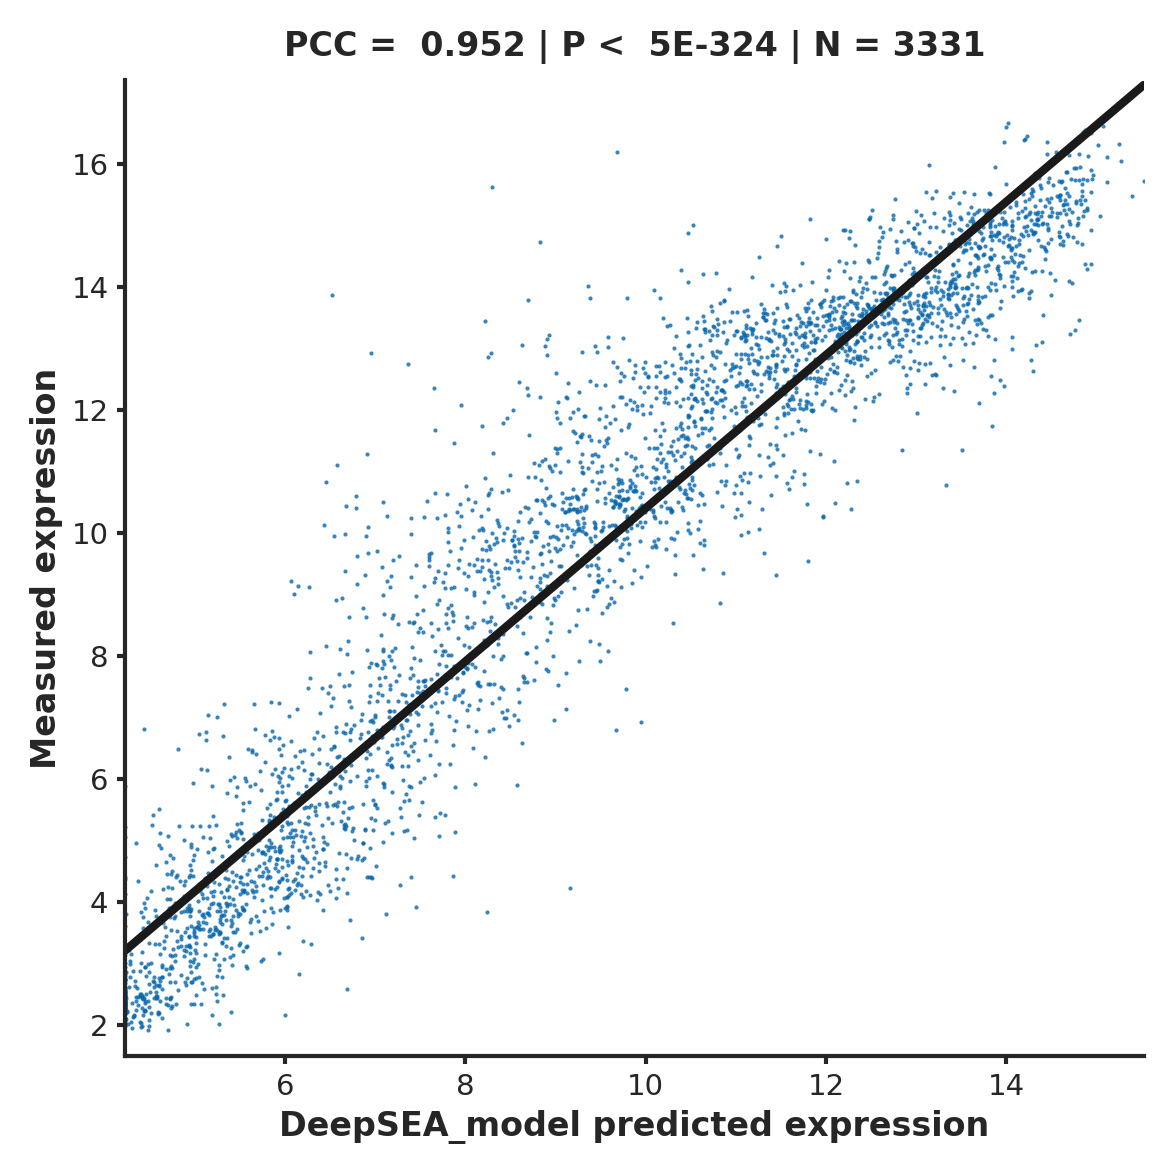 PCC =  0.952 | P <  5E-324 | N = 3331
Measured expression
16
14
12
10
8
6
4
2
6 8 10 12 14
DeepSEA_model predicted expression